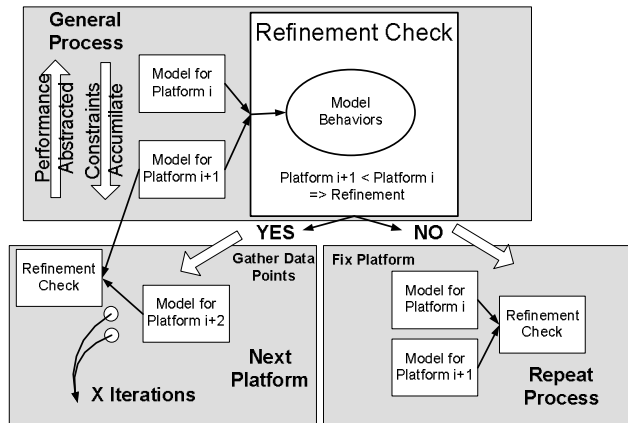 General
Process
Performance
Abstracted
Constraints
Accumilate
Model for
Platform i
Model for
Platform i+1
Refinement Check
Model
Behaviors
Platform i+1 < Platform i
=> Refinement
YES
NO
Gather Data
Points
Refinement
Check
Model for
Platform i+2
Next
Platform
X Iterations
Fix Platform
Model for
Platform i
Model for
Platform i+1
Refinement
Check
Repeat
Process